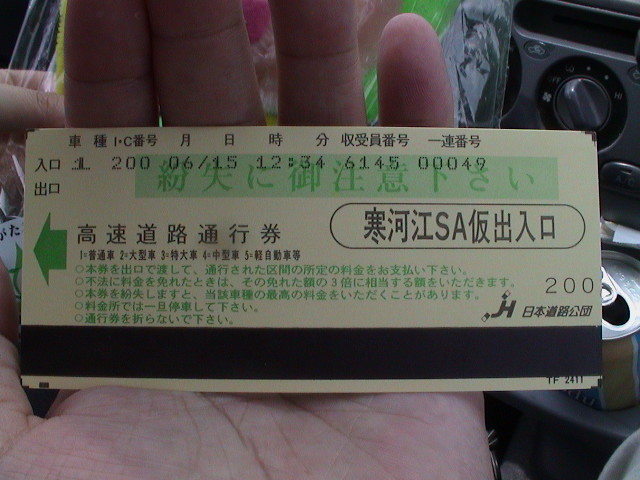 車種 I・C番号 月 日 時 分 収受員番号 一連番号
入口 1 200 06/15 12:34 6145 00049
出口
紛失に御注意下さい
高速道路通行券
寒河江SA仮出入口
1=普通車 2=大型車 3=特大車 4=中型車 5=軽自動車等
○本券を出口で渡して、通行された区間の所定の料金をお支払い下さい。
○不法に料金を免れたときは、その免れた額の3倍に相当する額をいただきます。
○本券を紛失しますと、当該車種の最高の料金をいただくことがあります。
○料金所では一旦停車して下さい。
○通行券を折らないで下さい。
200
JH 日本道路公団
TF 2411